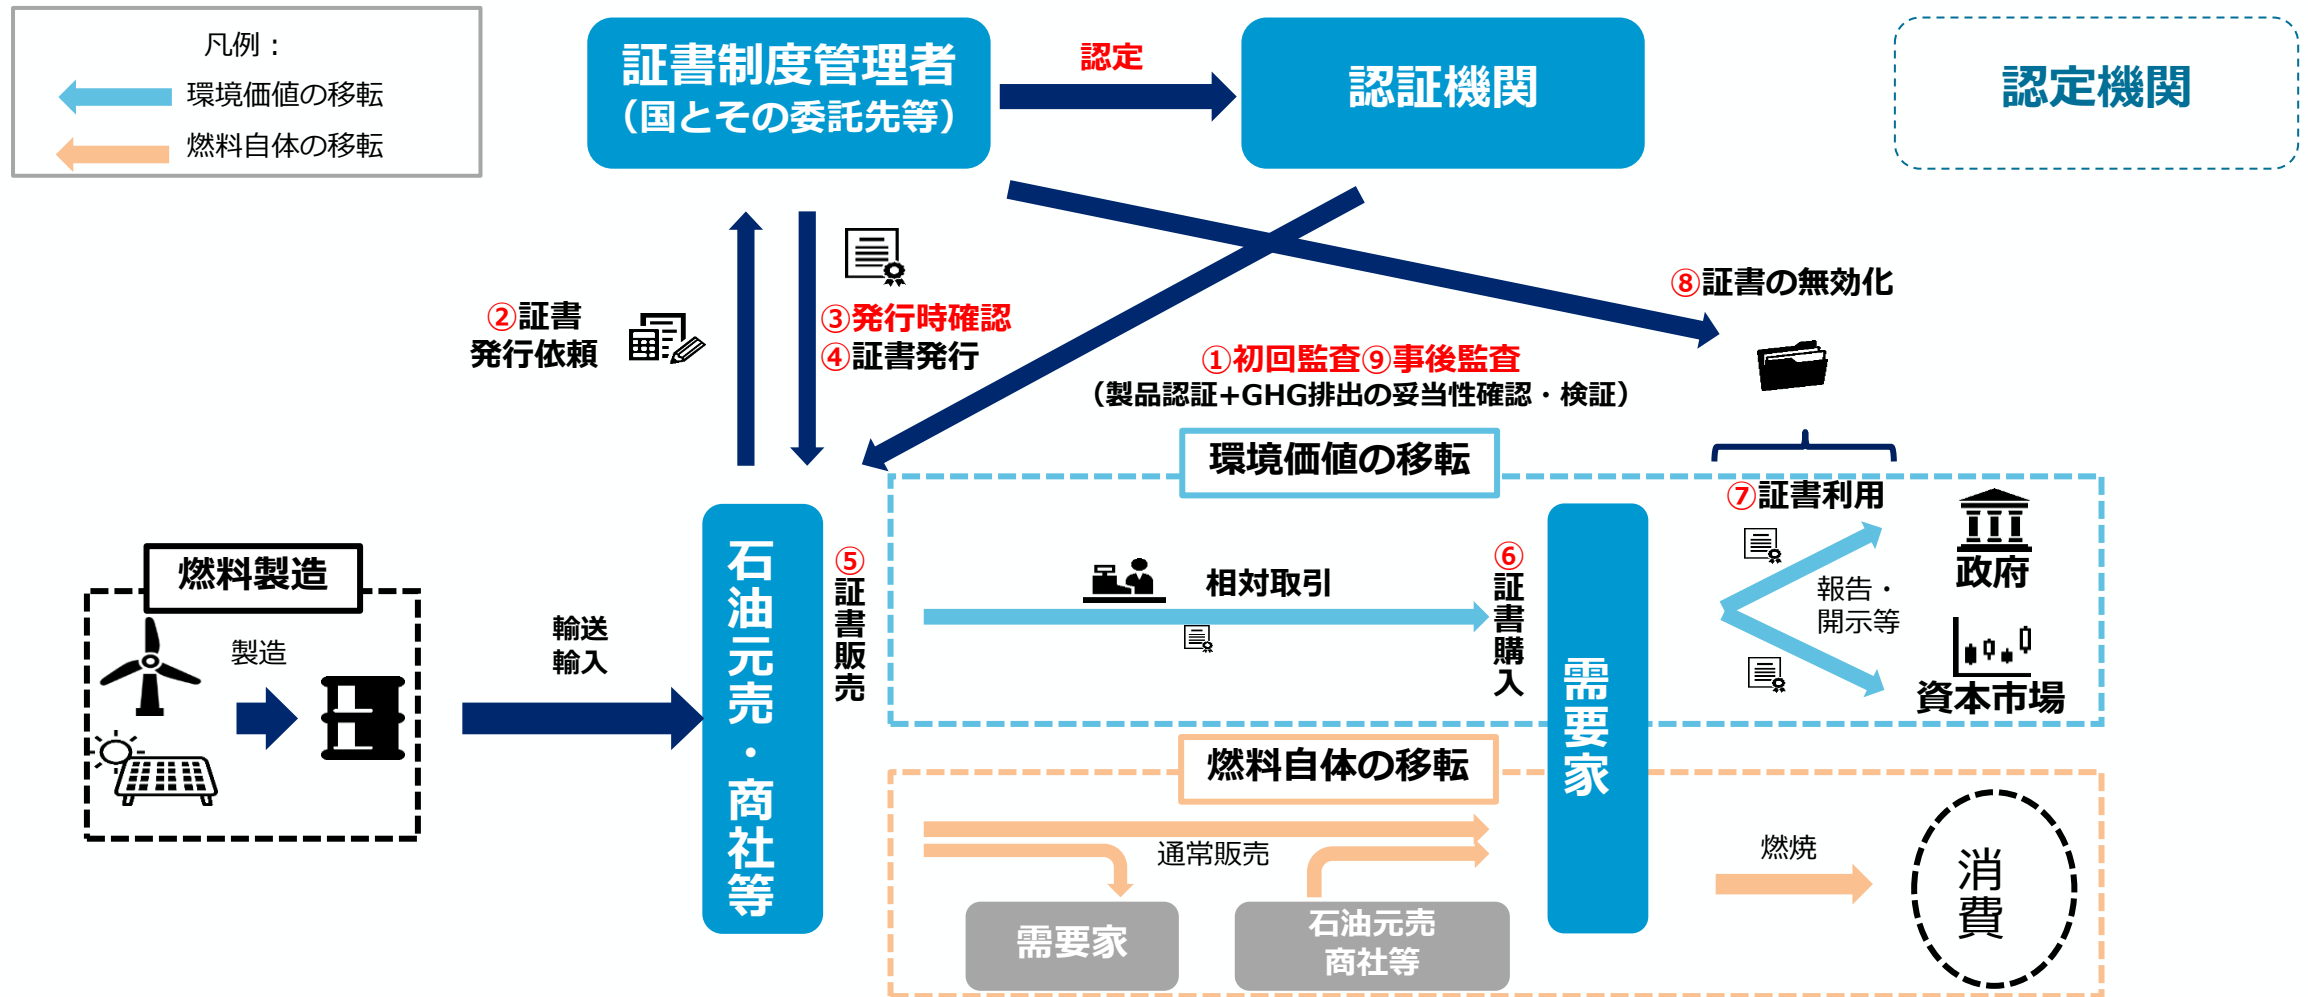 凡例：
環境価値の移転
燃料自体の移転
証書制度管理者
（国とその委託先等）
認定
認証機関
認定機関
②証書
発行依頼
③発行時確認
④証書発行
①初回監査⑨事後監査
（製品認証+GHG排出の妥当性確認・検証）
⑧証書の無効化
燃料製造
製造
輸送
輸入
石油元売・商社等
⑤証書販売
環境価値の移転
相対取引
⑥証書購入
需要家
⑦証書利用
報告・
開示等
政府
資本市場
燃料自体の移転
通常販売
需要家
石油元売
商社等
燃焼
消費